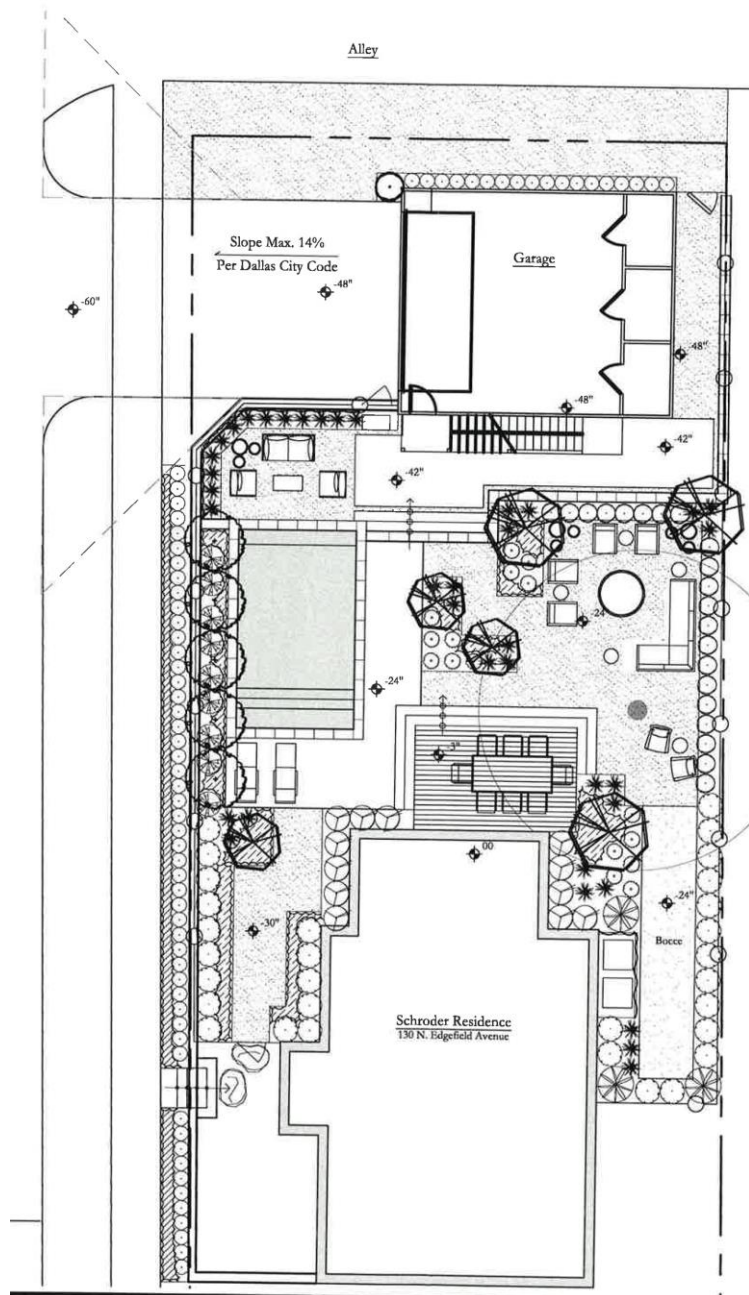 Alley
Slope Max. 14%
Per Dallas City Code
Garage
-48"
-60"
-48"
-48"
-42"
-42"
-24"
-24"
-3"
00
-24"
-30"
Bocce
Schroder Residence
130 N. Edgefield Avenue